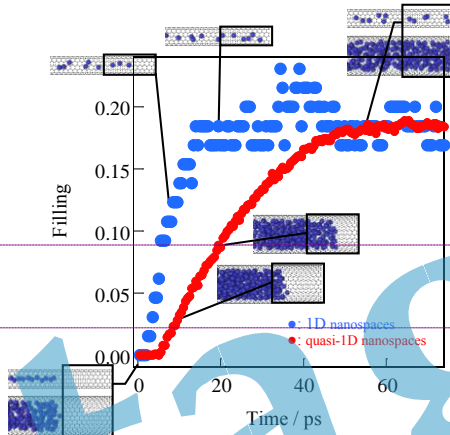 0.20
0.15
Filling
0.10
0.05
● : 1D nanospaces
● : quasi-1D nanospaces
0.00
0 20 40 60
Time / ps